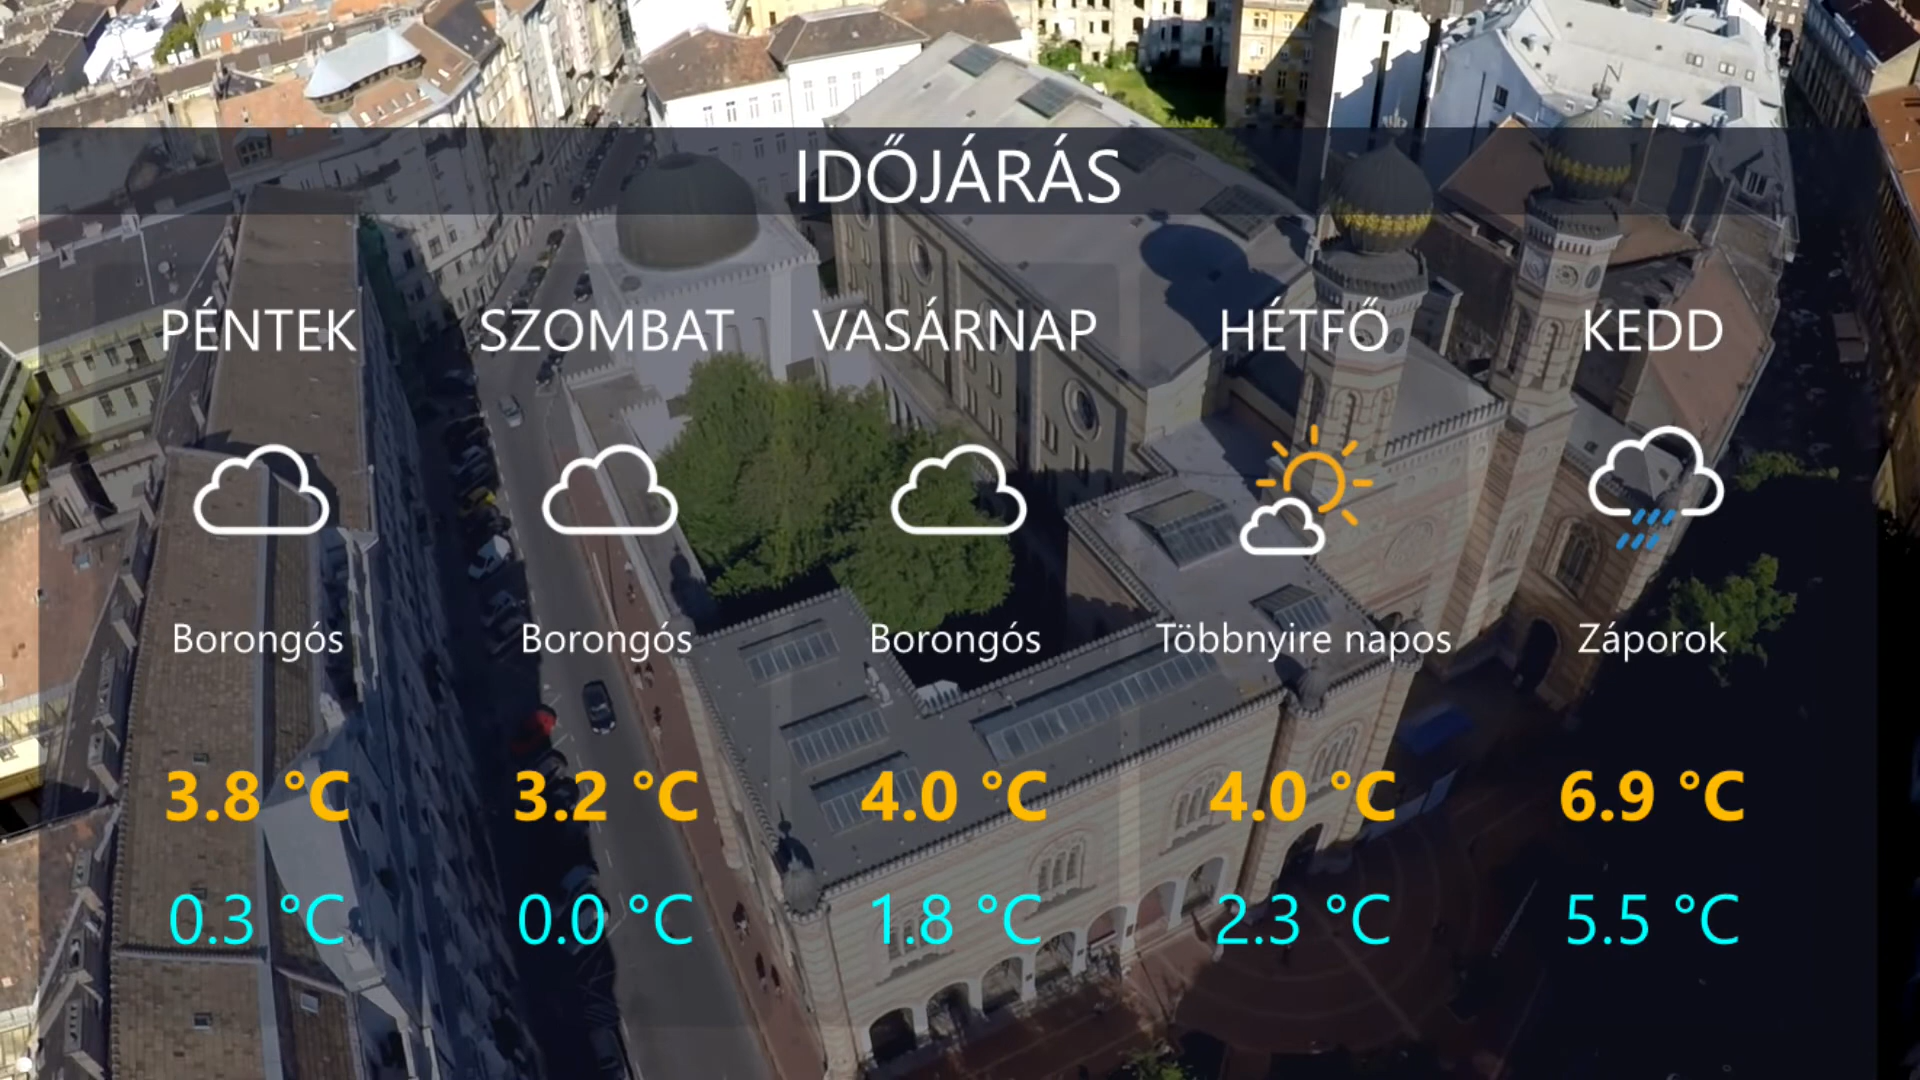 IDŐJÁRÁS
PÉNTEK SZOMBAT VASÁRNAP HÉTFŐ KEDD
Borongós Borongós Borongós Többnyire napos Záporok
3.8 °C 3.2 °C 4.0 °C 4.0 °C 6.9 °C
0.3 °C 0.0 °C 1.8 °C 2.3 °C 5.5 °C